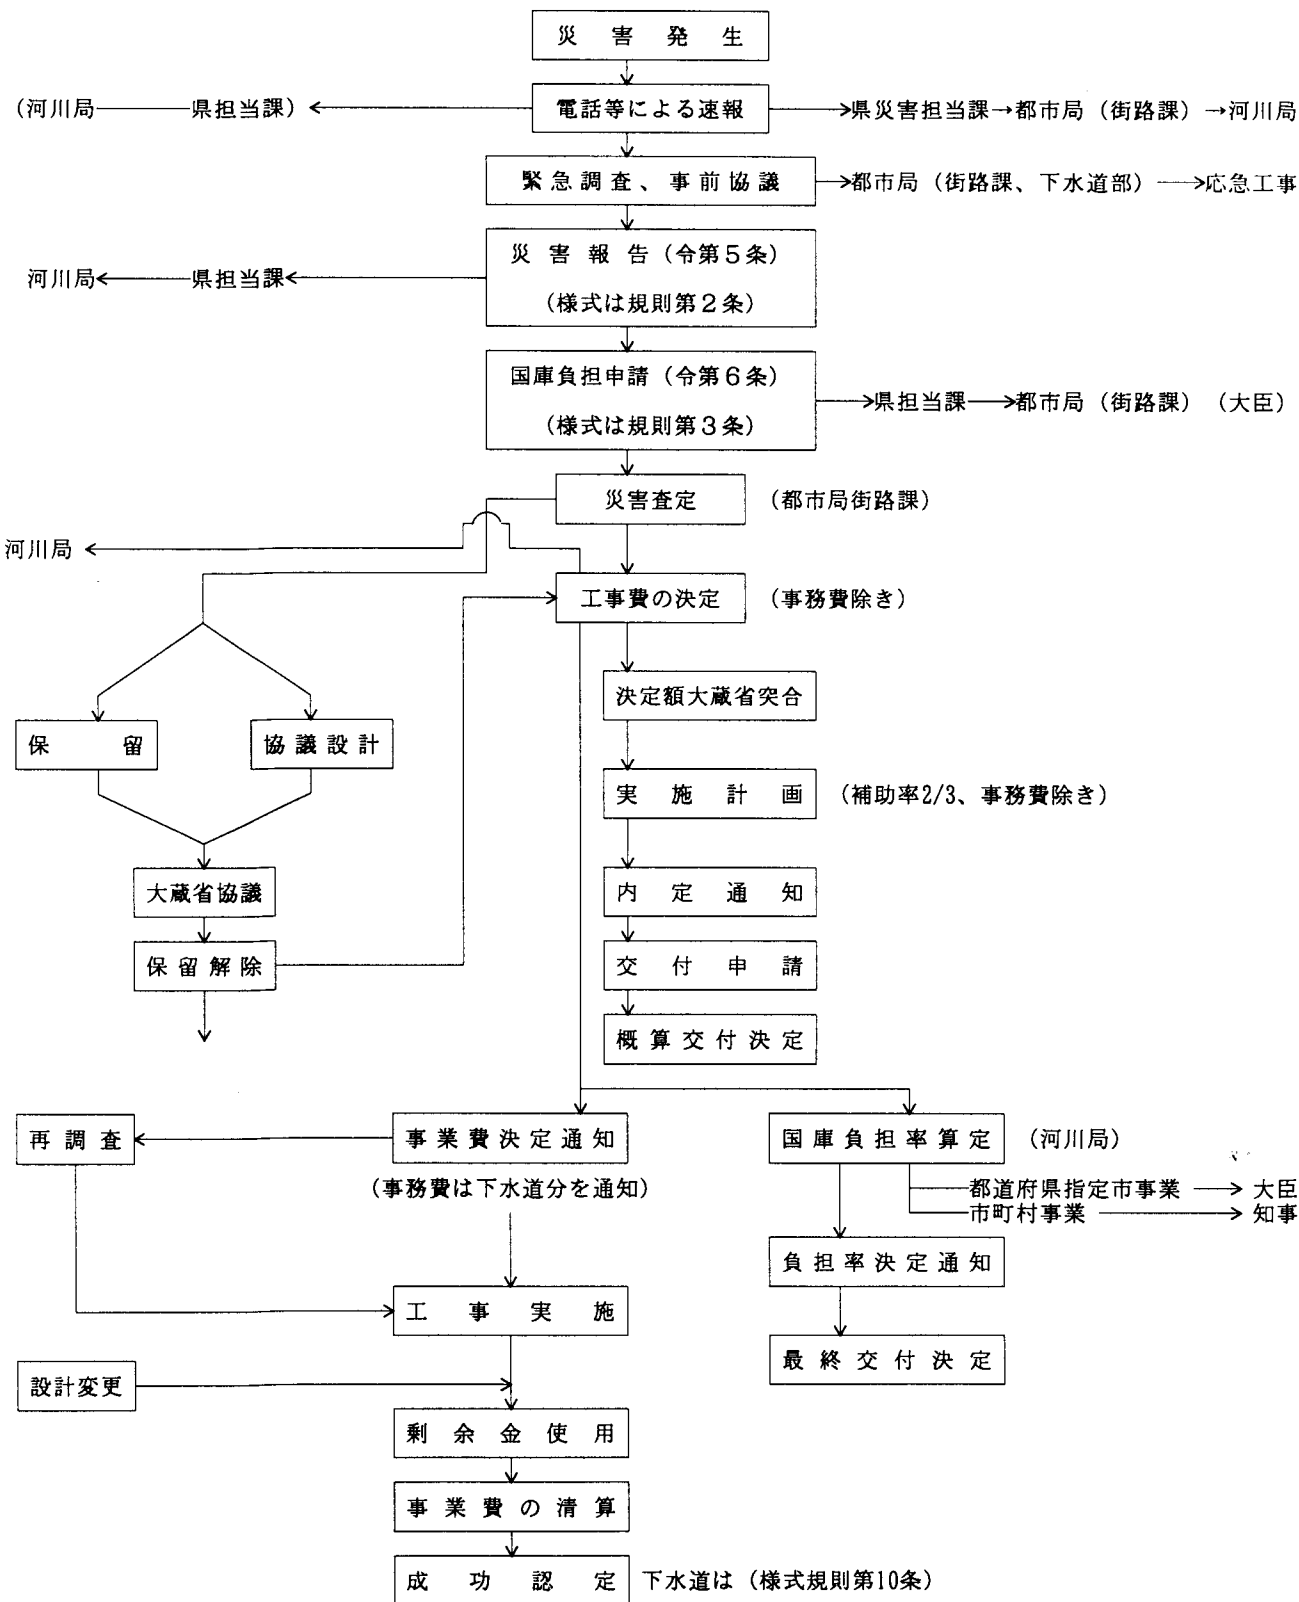 災害発生
(河川局 県担当課) 電話等による速報 県災害担当課→都市局(街路課)→河川局
緊急調査、事前協議 都市局(街路課、下水道部) 応急工事
災害報告(令第5条)
(様式は規則第2条)
河川局 県担当課
国庫負担申請(令第6条)
(様式は規則第3条)
県担当課 都市局(街路課)(大臣)
災害査定 (都市局街路課)
河川局
工事費の決定 (事務費除き)
決定額大蔵省突合
保留 協議設計
実施計画 (補助率2/3、事務費除き)
大蔵省協議 内定通知
保留解除 交付申請
概算交付決定
再調査 事業費決定通知 国庫負担率算定 (河川局)
(事務費は下水道分を通知) 都道府県指定市事業 大臣
市町村事業 知事
負担率決定通知
工事実施
最終交付決定
設計変更
剰余金使用
事業費の清算
成功認定 下水道は(様式規則第10条)